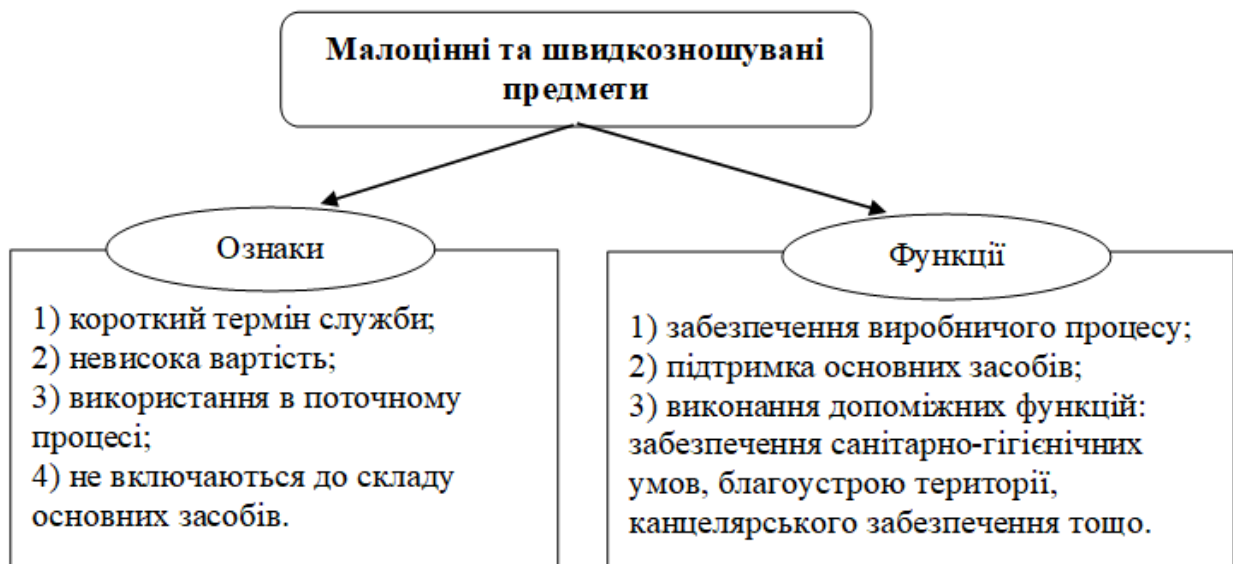 Малоцінні та швидкозношувані
предмети
Ознаки
1) короткий термін служби;
2) невисока вартість;
3) використання в поточному
процесі;
4) не включаються до складу
основних засобів.
Функції
1) забезпечення виробничого процесу;
2) підтримка основних засобів;
3) виконання допоміжних функцій:
забезпечення санітарно-гігієнічних
умов, благоустрою території,
канцелярського забезпечення тощо.